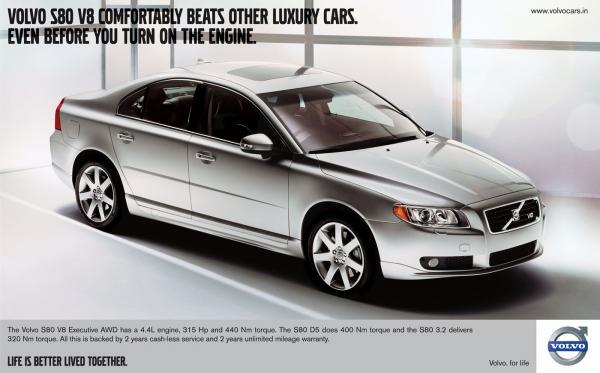 VOLVO S80 V8 COMFORTABLY BEATS OTHER LUXURY CARS.
EVEN BEFORE YOU TURN ON THE ENGINE.
www.volvocars.in
V8
The Volvo S80 V8 Executive AWD has a 4.4L engine, 315 Hp and 440 Nm torque. The S80 D5 does 400 Nm torque and the S80 3.2 delivers
320 Nm torque. All this is backed by 2 years cash-less service and 2 years unlimited mileage warranty.
LIFE IS BETTER LIVED TOGETHER.
Volvo. for life
VOLVO